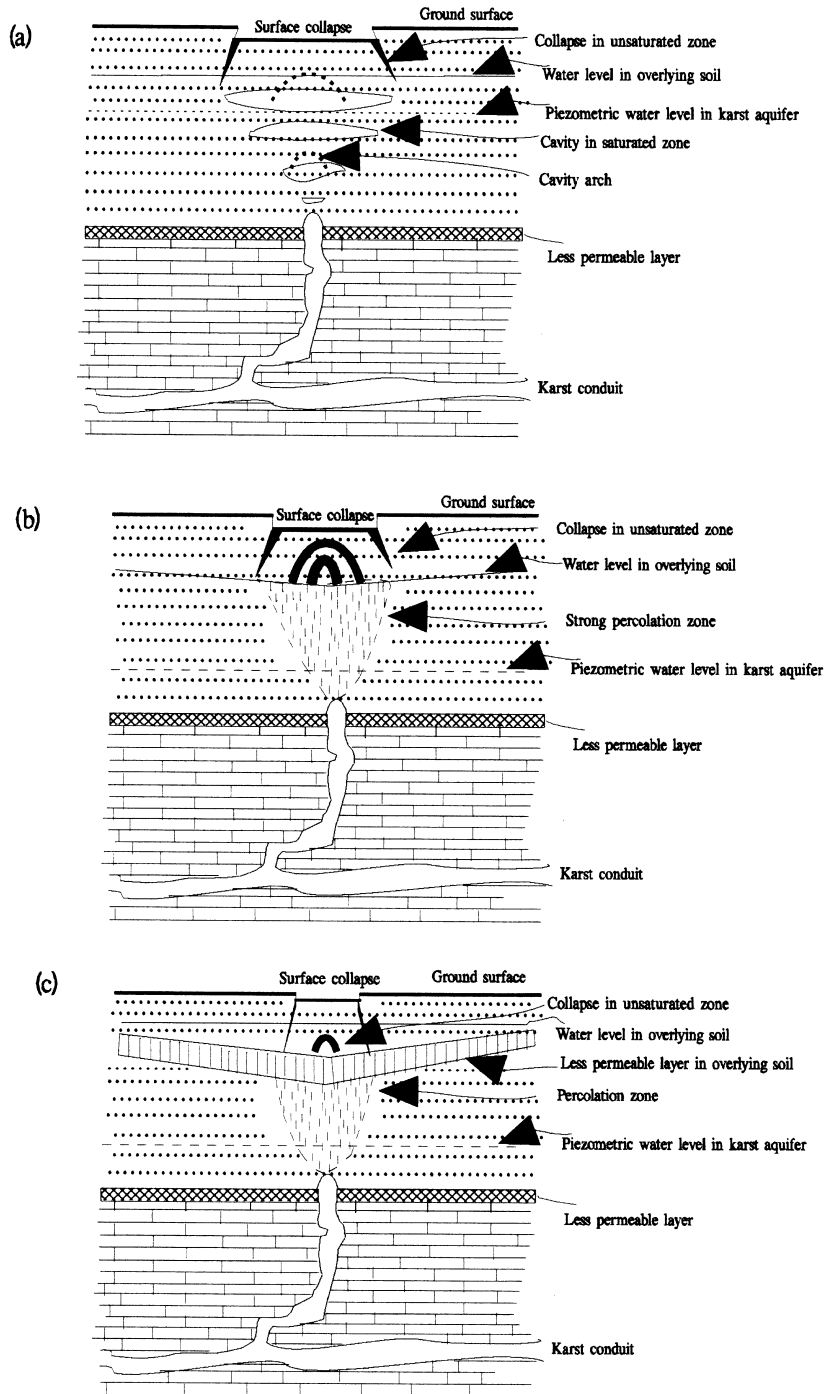 (a)
Surface collapse
Ground surface
Collapse in unsaturated zone
Water level in overlying soil
Piezometric water level in karst aquifer
Cavity in saturated zone
Cavity arch
Less permeable layer
Karst conduit
(b)
Surface collapse
Ground surface
Collapse in unsaturated zone
Water level in overlying soil
Strong percolation zone
Piezometric water level in karst aquifer
Less permeable layer
Karst conduit
(c)
Surface collapse
Ground surface
Collapse in unsaturated zone
Water level in overlying soil
Less permeable layer in overlying soil
Percolation zone
Piezometric water level in karst aquifer
Less permeable layer
Karst conduit